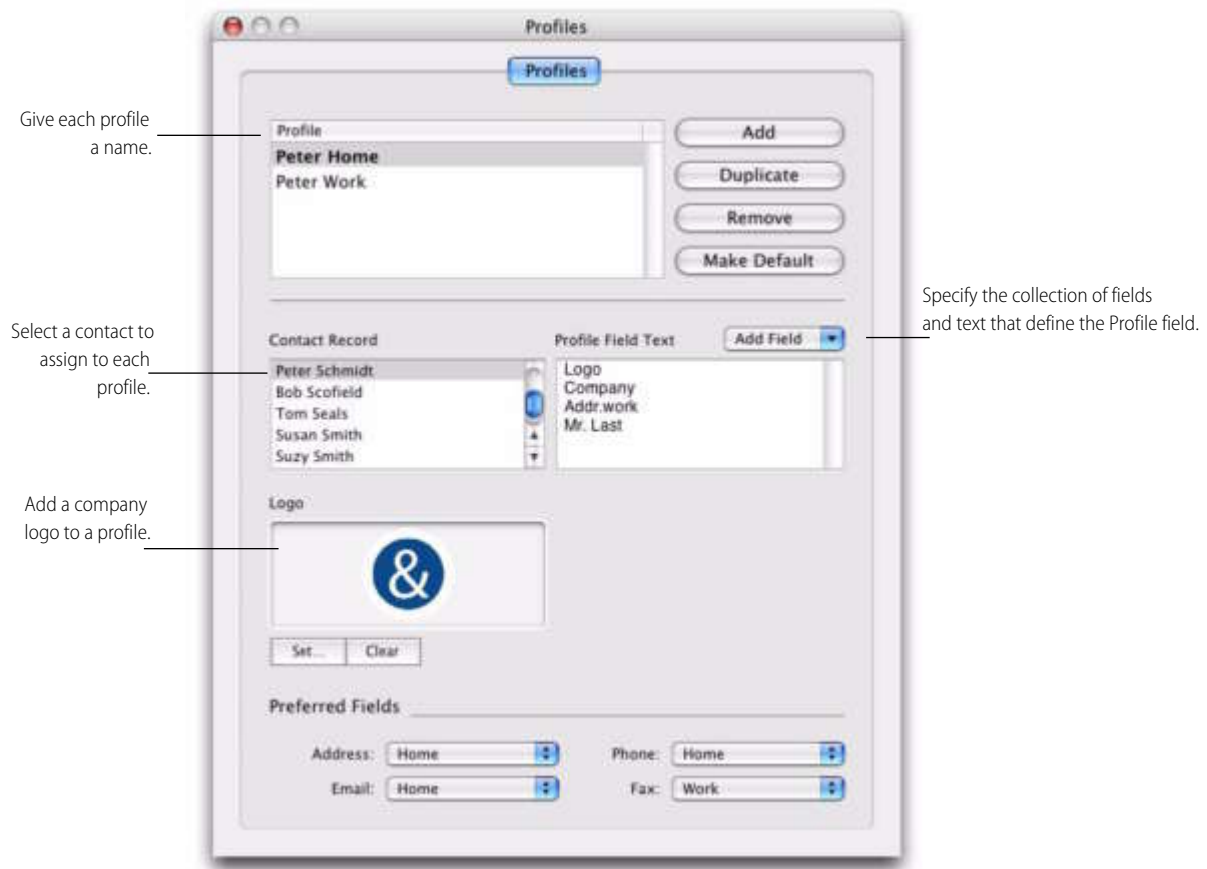 Profiles
Profiles
Give each profile
a name.
Profile
Peter Home
Peter Work
Add
Duplicate
Remove
Make Default
Specify the collection of fields
and text that define the Profile field.
Select a contact to
assign to each
profile.
Contact Record
Peter Schmidt
Bob Scofield
Tom Seals
Susan Smith
Suzy Smith
Profile Field Text
Add Field
Logo
Company
Addr.work
Mr. Last
Add a company
logo to a profile.
Logo
&
Set...
Clear
Preferred Fields
Address: Home
Phone: Home
Email: Home
Fax: Work